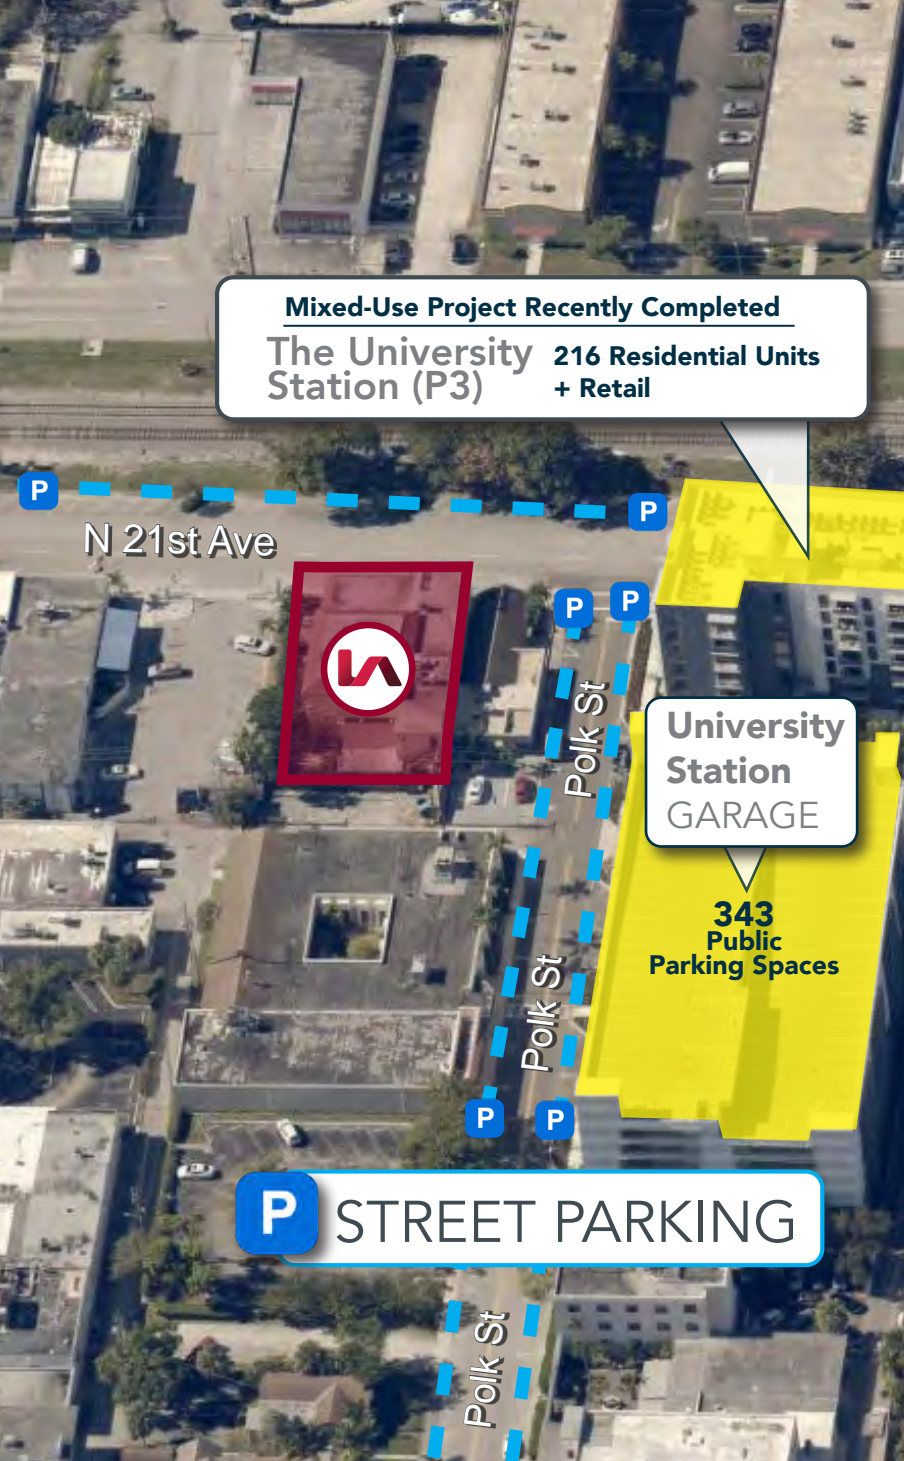 Mixed-Use Project Recently Completed
The University
Station (P3)
216 Residential Units
+ Retail
P
P
N 21st Ave
P
P
Polk St
University
Station
GARAGE
343
Public
Parking Spaces
Polk St
P
P
P STREET PARKING
Polk St